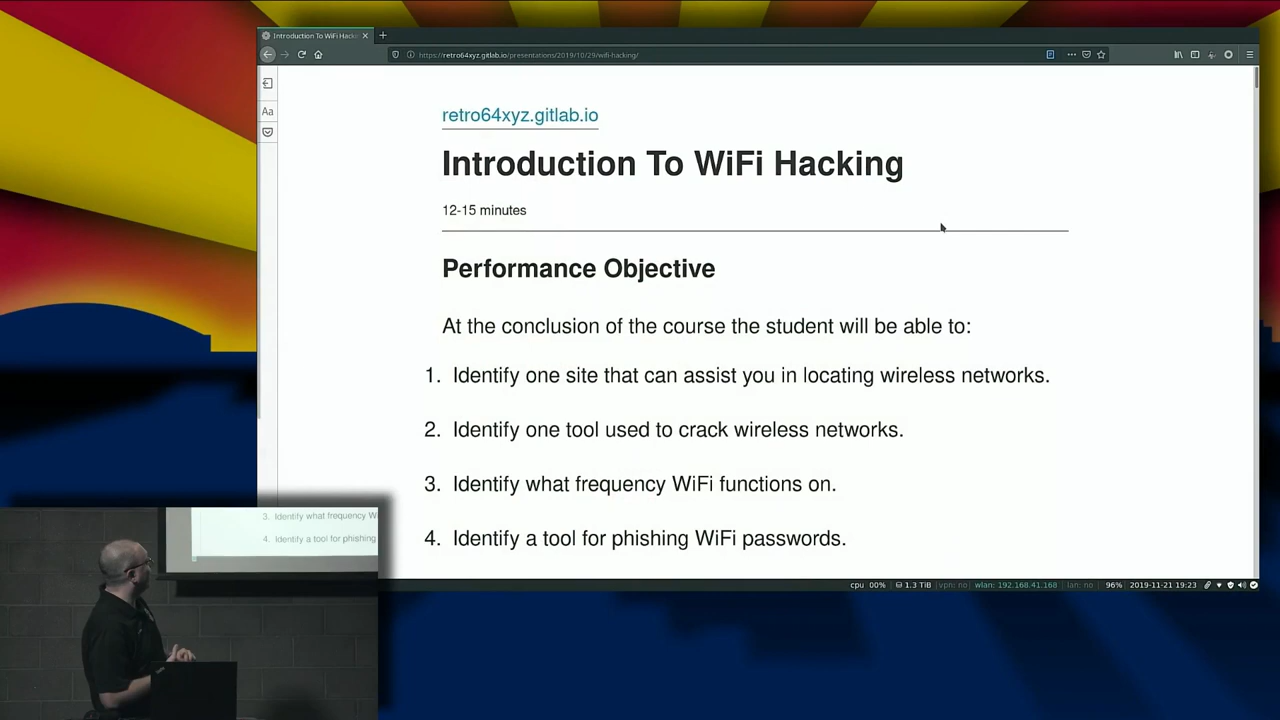 Introduction To WiFi Hack
https://retro64xyz.gitlab.io/presentations/2019/10/29/wifi-hacking/
Aa
retro64xyz.gitlab.io
Introduction To WiFi Hacking
12-15 minutes
Performance Objective
At the conclusion of the course the student will be able to:
1. Identify one site that can assist you in locating wireless networks.
2. Identify one tool used to crack wireless networks.
3. Identify what frequency WiFi functions on.
4. Identify a tool for phishing WiFi passwords.
cpu 00% 1.3 TiB vpn: no wlan: 192.168.41.168 lan: no 96% 2019-11-21 19:23
3. Identify what frequency W
4. Identify a tool for phishing